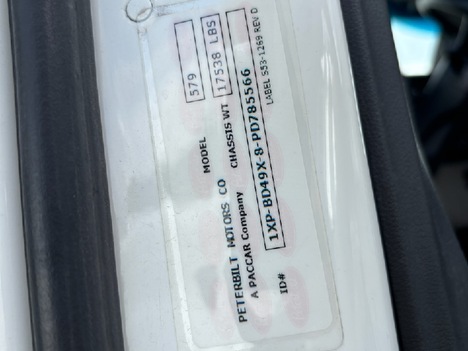 PETERBILT MOTORS CO
A PACCAR Company
MODEL 579
CHASSIS WT 17538 LBS
ID# 1XP-BD49X-8-PD785566
LABEL S53-1269 REV D